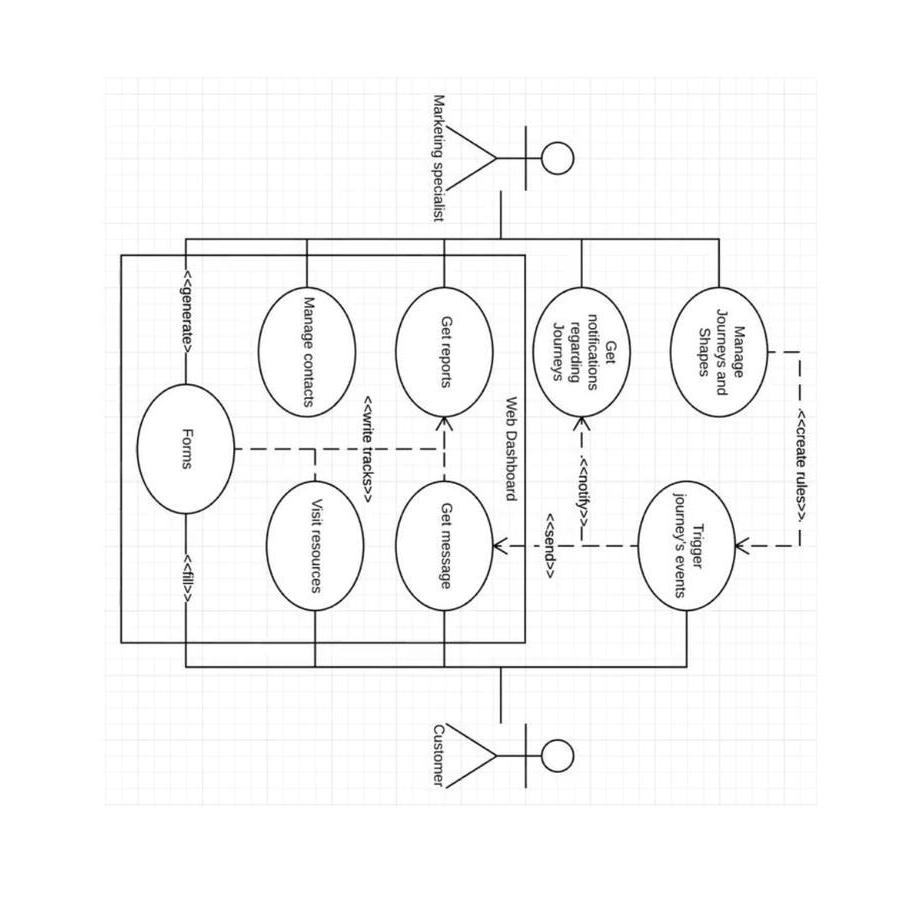 <<create rules>>
Manage
Journeys and
Shapes
Trigger
journey's events
Get
notifications
regarding
Journeys
<<notify>>
<<send>>
Web Dashboard
Marketing specialist
Get reports
Get message
Customer
<<write tracks>>
Manage contacts
Visit resources
<<generate>
Forms
<<fill>>